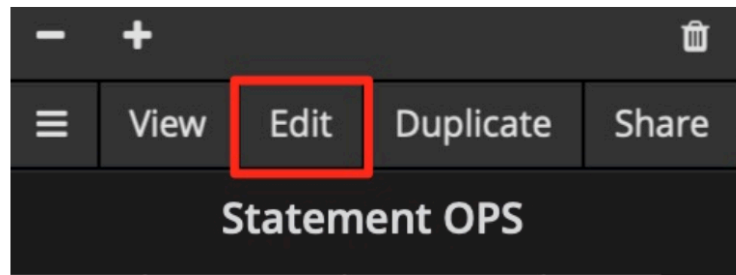 − +
≡ View Edit Duplicate Share
Statement OPS